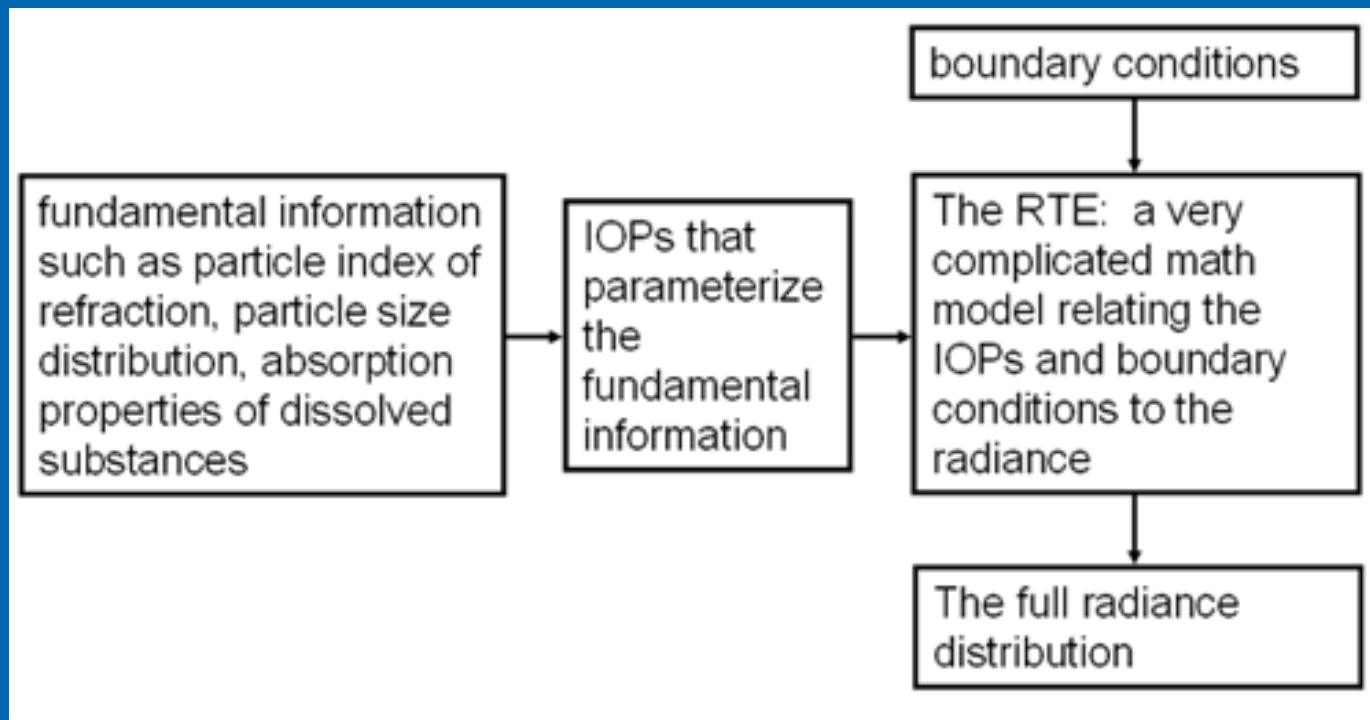 boundary conditions
fundamental information
such as particle index of
refraction, particle size
distribution, absorption
properties of dissolved
substances
IOPs that
parameterize
the
fundamental
information
The RTE: a very
complicated math
model relating the
IOPs and boundary
conditions to the
radiance
The full radiance
distribution